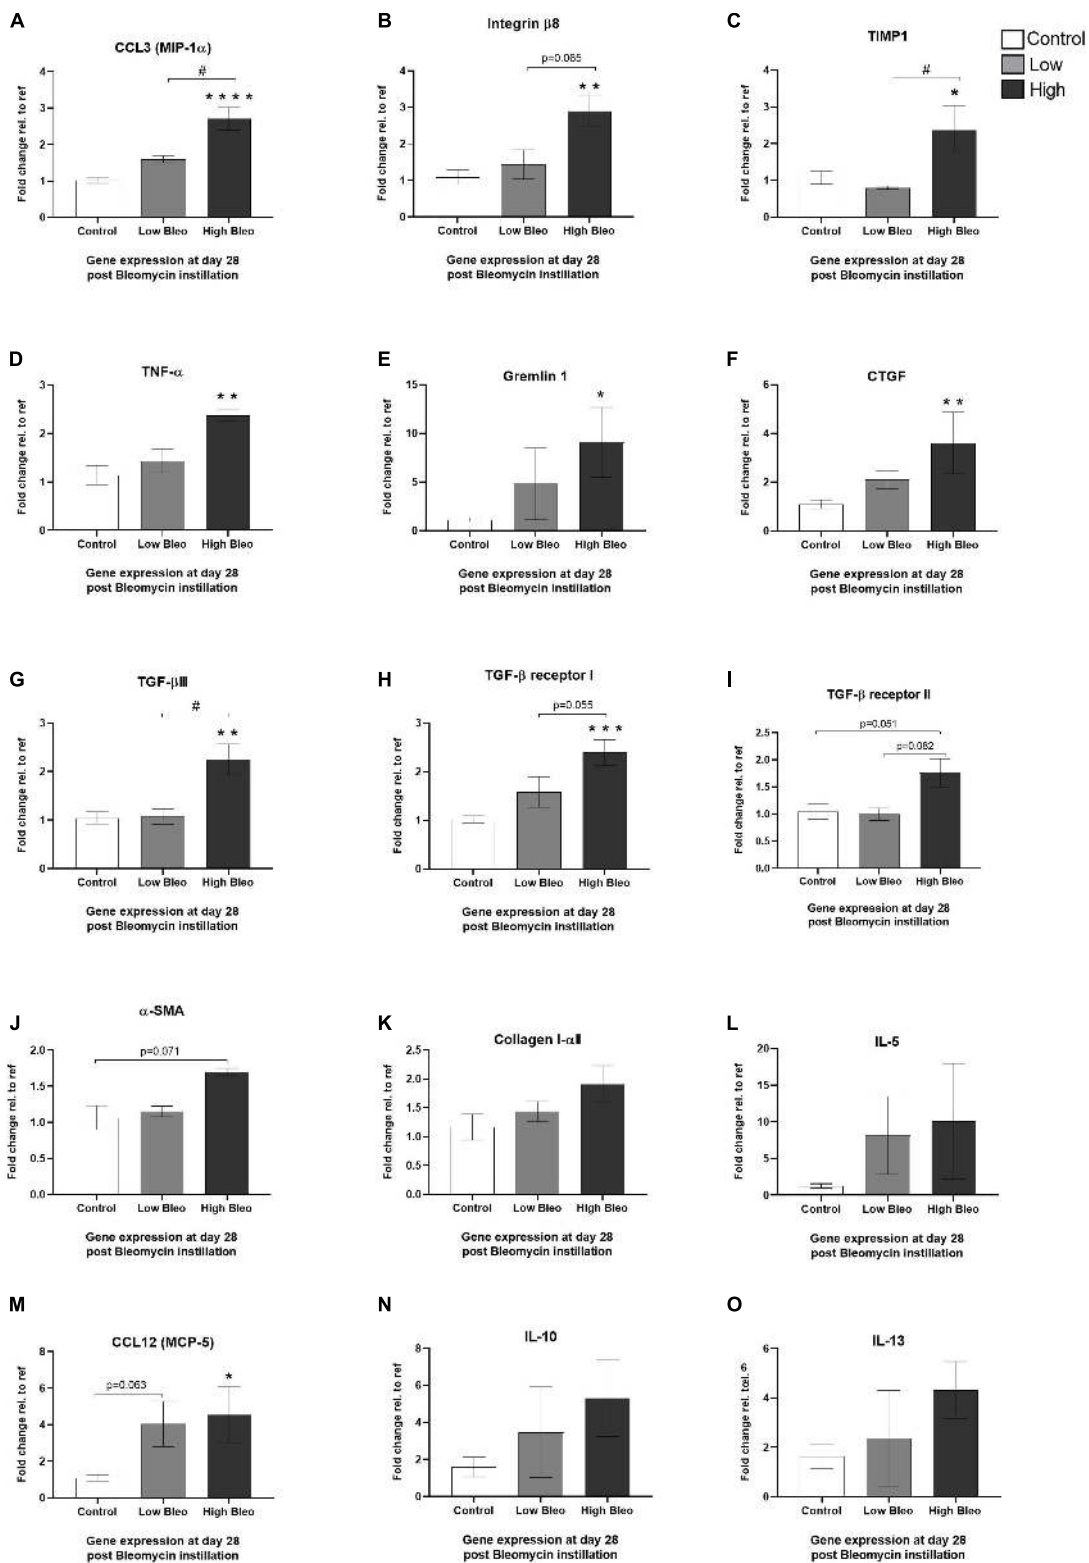 A
CCL3 (MIP-1α)
Fold change rel. to ref
4
3
2
1
0
#
* * * *
Control Low Bleo High Bleo
Gene expression at day 28
post Bleomycin instillation
B
Integrin β8
Fold change rel. to ref
4
3
2
1
0
p=0.065
* *
Control Low Bleo High Bleo
Gene expression at day 28
post Bleomycin instillation
C
TIMP1
Fold change rel. to ref
4
3
2
1
0
#
*
Control Low Bleo High Bleo
Gene expression at day 28
post Bleomycin instillation
Control
Low
High
D
TNF-α
Fold change rel. to ref
3
2
1
0
* *
Control Low Bleo High Bleo
Gene expression at day 28
post Bleomycin instillation
E
Gremlin 1
Fold change rel. to ref
15
10
5
0
*
Control Low Bleo High Bleo
Gene expression at day 28
post Bleomycin instillation
F
CTGF
Fold change rel. to ref
6
4
2
0
* *
Control Low Bleo High Bleo
Gene expression at day 28
post Bleomycin instillation
G
TGF-βIII
Fold change rel. to ref
3
2
1
0
#
* *
Control Low Bleo High Bleo
Gene expression at day 28
post Bleomycin instillation
H
TGF-β receptor I
Fold change rel. to ref
3
2
1
0
p=0.055
* * *
Control Low Bleo High Bleo
Gene expression at day 28
post Bleomycin instillation
I
TGF-β receptor II
Fold change rel. to ref
2.5
2.0
1.5
1.0
0.5
0.0
p=0.051
p=0.082
Control Low Bleo High Bleo
Gene expression at day 28
post Bleomycin instillation
J
α-SMA
Fold change rel. to ref
2.0
1.5
1.0
0.5
0.0
p=0.071
Control Low Bleo High Bleo
Gene expression at day 28
post Bleomycin instillation
K
Collagen I-αII
Fold change rel. to ref
2.5
2.0
1.5
1.0
0.5
0.0
Control Low Bleo High Bleo
Gene expression at day 28
post Bleomycin instillation
L
IL-5
Fold change rel. to ref
20
15
10
5
0
Control Low Bleo High Bleo
Gene expression at day 28
post Bleomycin instillation
M
CCL12 (MCP-5)
Fold change rel. to ref
8
6
4
2
0
p=0.063
*
Control Low Bleo High Bleo
Gene expression at day 28
post Bleomycin instillation
N
IL-10
Fold change rel. to ref
8
6
4
2
0
Control Low Bleo High Bleo
Gene expression at day 28
post Bleomycin instillation
O
IL-13
Fold change rel.
6
4
2
0
Control Low Bleo High Bleo
Gene expression at day 28
post Bleomycin instillation